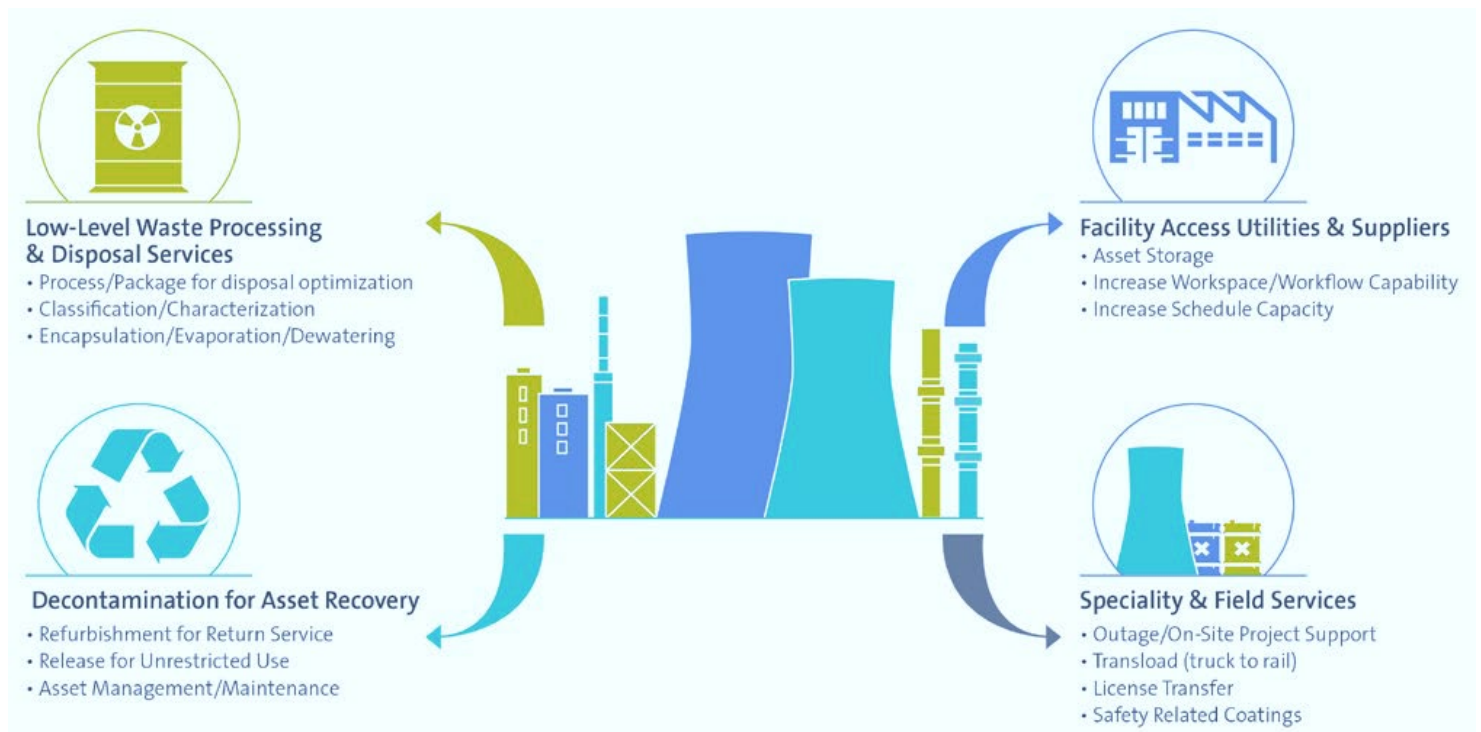 Low-Level Waste Processing
& Disposal Services
• Process/Package for disposal optimization
• Classification/Characterization
• Encapsulation/Evaporation/Dewatering
Facility Access Utilities & Suppliers
• Asset Storage
• Increase Workspace/Workflow Capability
• Increase Schedule Capacity
Decontamination for Asset Recovery
• Refurbishment for Return Service
• Release for Unrestricted Use
• Asset Management/Maintenance
Speciality & Field Services
• Outage/On-Site Project Support
• Transload (truck to rail)
• License Transfer
• Safety Related Coatings